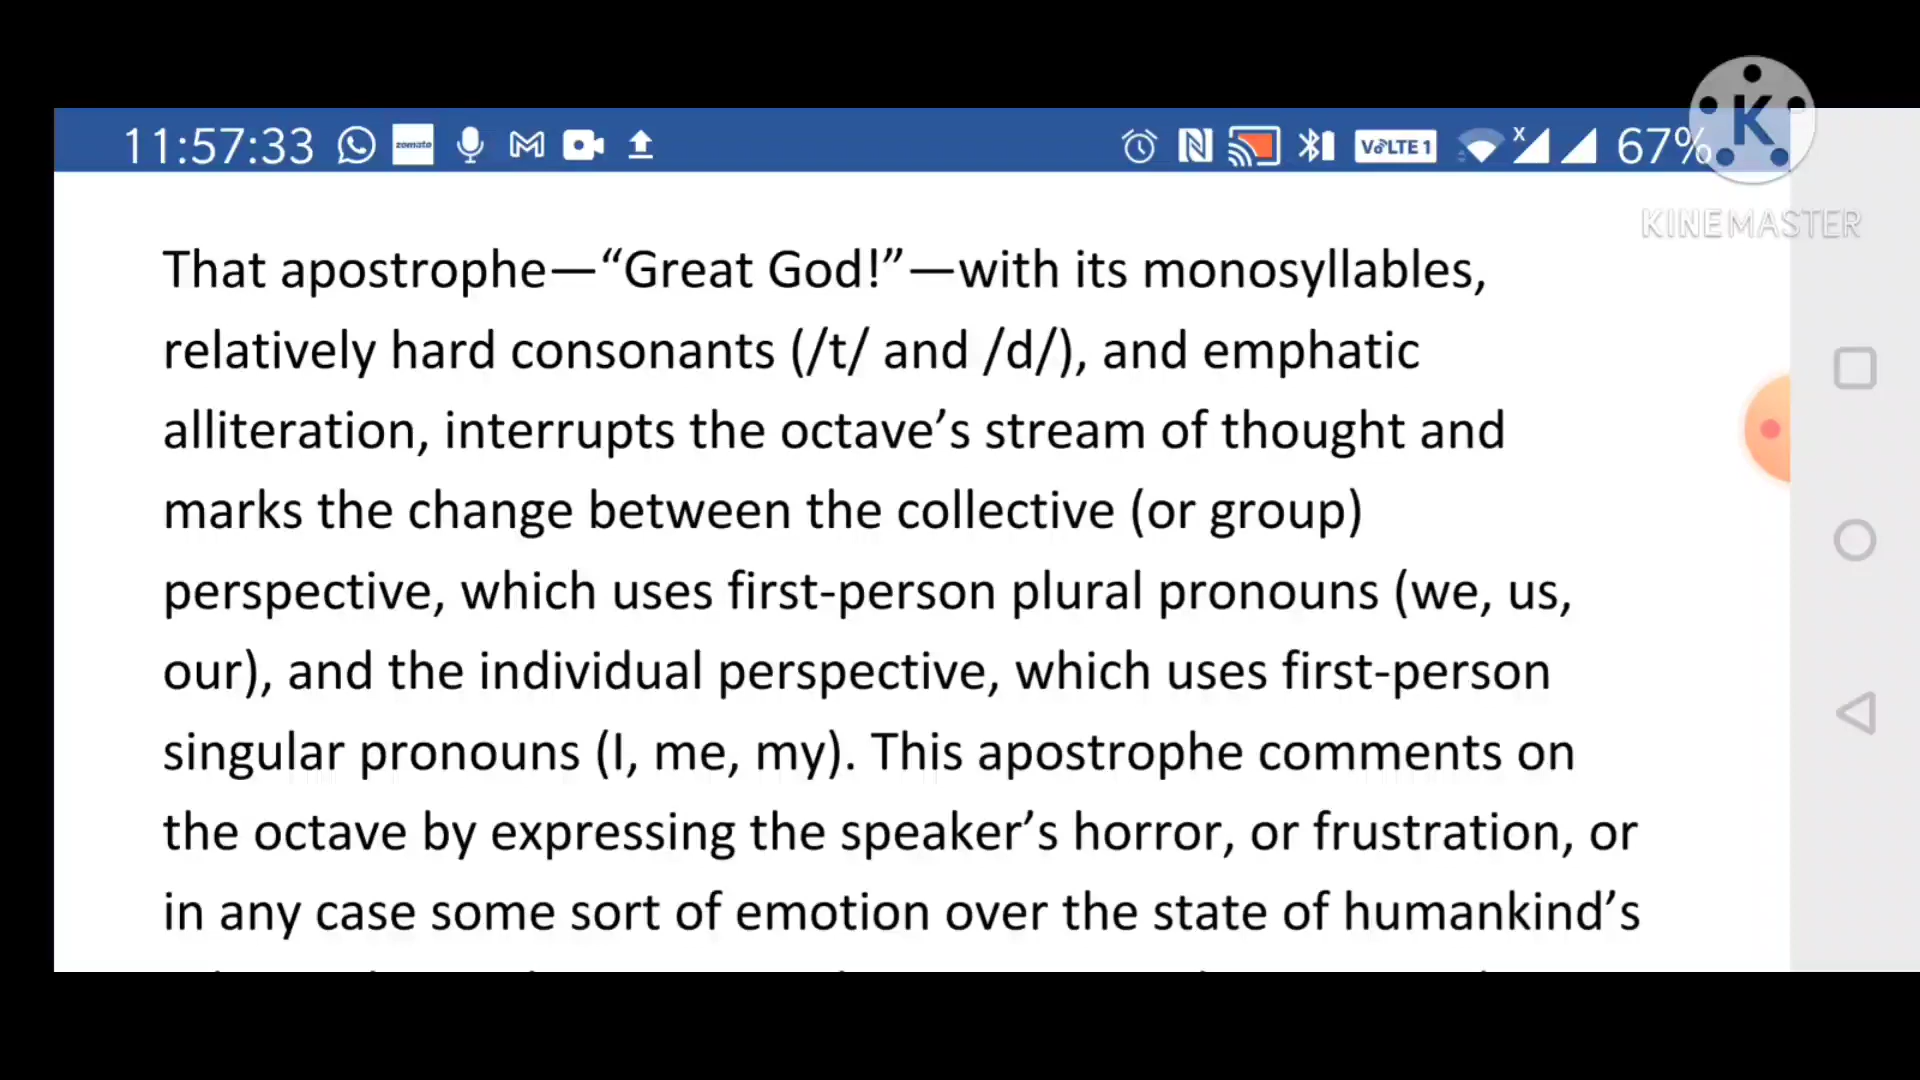 11:57:33 zomato VoLTE 1 X 67%
K
KINEMASTER
That apostrophe—“Great God!”—with its monosyllables,
relatively hard consonants (/t/ and /d/), and emphatic
alliteration, interrupts the octave’s stream of thought and
marks the change between the collective (or group)
perspective, which uses first-person plural pronouns (we, us,
our), and the individual perspective, which uses first-person
singular pronouns (I, me, my). This apostrophe comments on
the octave by expressing the speaker’s horror, or frustration, or
in any case some sort of emotion over the state of humankind’s